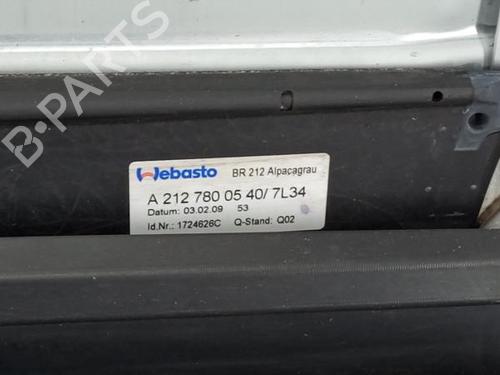 B-PARTS
Webasto BR 212 Alpacagrau
A 212 780 05 40/ 7L34
Datum: 03.02.09 53
Id.Nr.: 1724626C Q-Stand: Q02